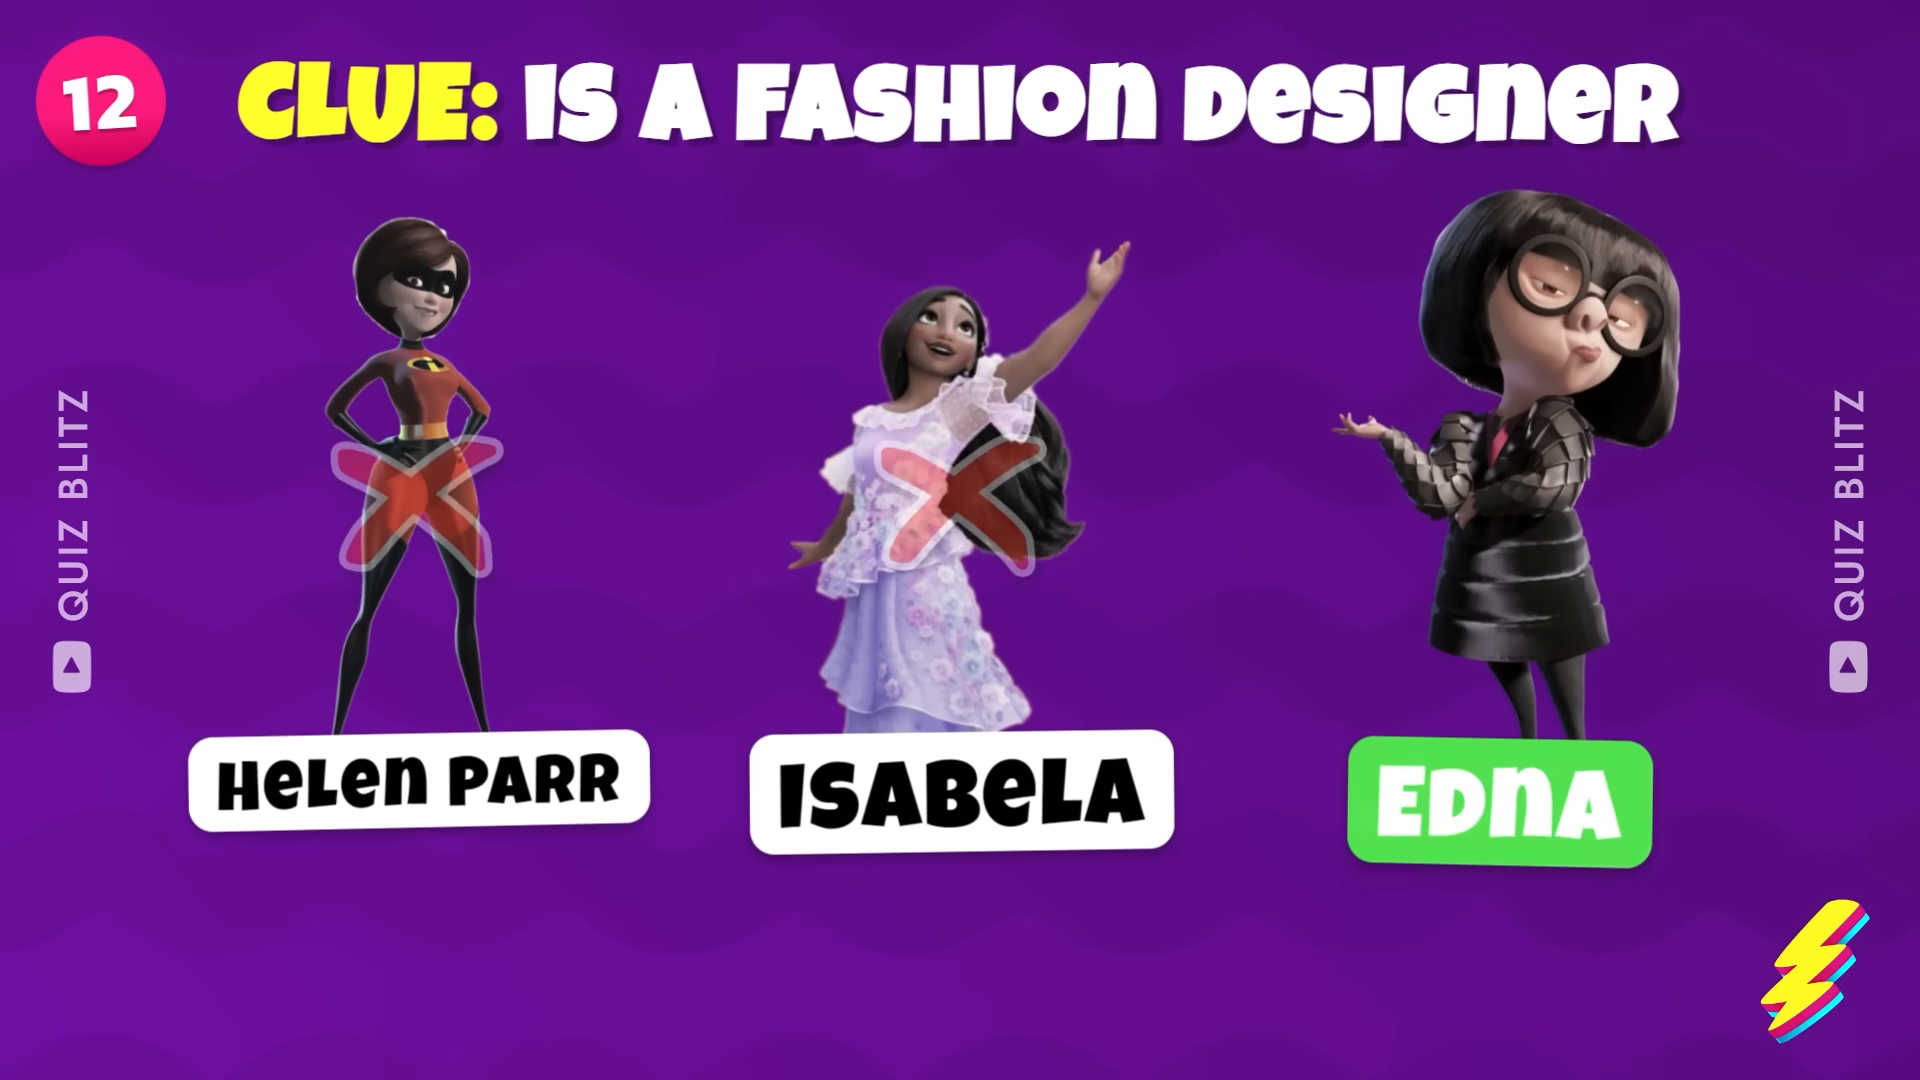 12
CLUE: IS A FASHION DESIGNER
QUIZ BLITZ
QUIZ BLITZ
HELEN PARR
ISABELA
EDNA